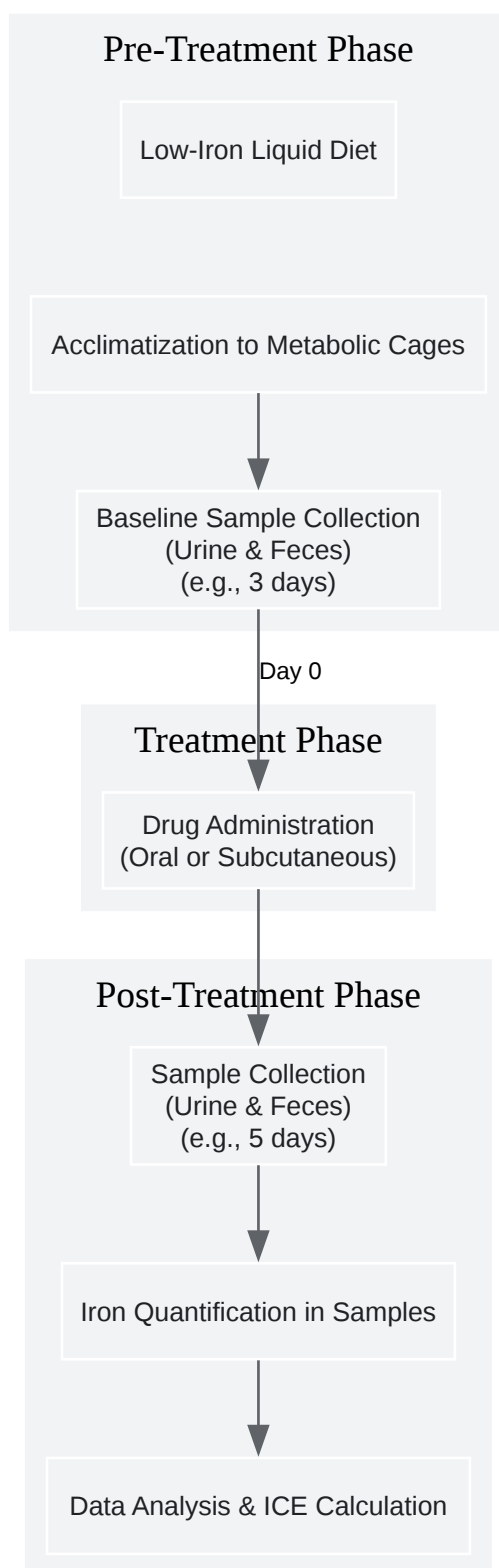 Pre-Treatment Phase
Low-Iron Liquid Diet
Acclimatization to Metabolic Cages
Baseline Sample Collection
(Urine & Feces)
(e.g., 3 days)
Day 0
Treatment Phase
Drug Administration
(Oral or Subcutaneous)
Post-Treatment Phase
Sample Collection
(Urine & Feces)
(e.g., 5 days)
Iron Quantification in Samples
Data Analysis & ICE Calculation